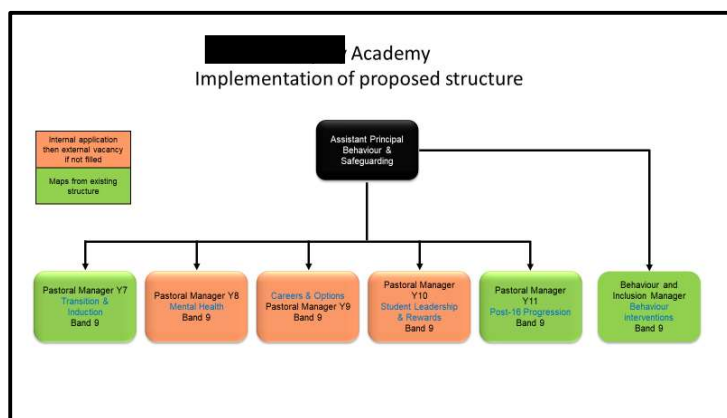 Academy
Implementation of proposed structure
Internal application
then external vacancy
if not filled
Maps from existing
structure
Assistant Principal
Behaviour &
Safeguarding
Pastoral Manager Y7
Transition &
Induction
Band 9
Pastoral Manager Y8
Mental Health
Band 9
Careers & Options
Pastoral Manager Y9
Band 9
Pastoral Manager
Y10
Student Leadership
& Rewards
Band 9
Pastoral Manager
Y11
Post-16 Progression
Band 9
Behaviour and
Inclusion Manager
Behaviour
interventions
Band 9